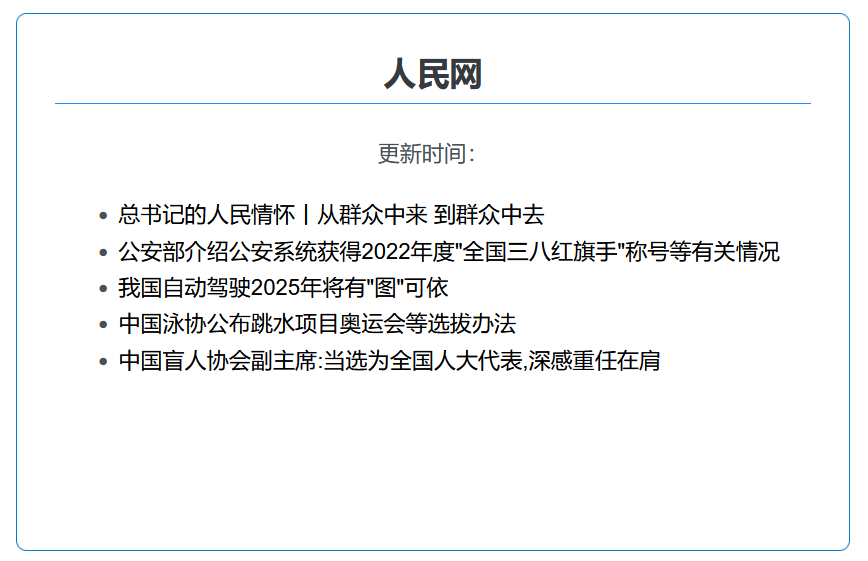 人民网
更新时间：
总书记的人民情怀丨从群众中来 到群众中去
公安部介绍公安系统获得2022年度"全国三八红旗手"称号等有关情况
我国自动驾驶2025年将有"图"可依
中国泳协公布跳水项目奥运会等选拔办法
中国盲人协会副主席:当选为全国人大代表,深感重任在肩